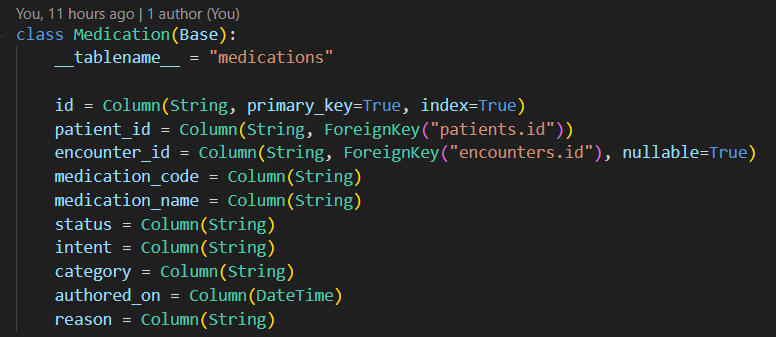 You, 11 hours ago | 1 author (You)
class Medication(Base):
    __tablename__ = "medications"

    id = Column(String, primary_key=True, index=True)
    patient_id = Column(String, ForeignKey("patients.id"))
    encounter_id = Column(String, ForeignKey("encounters.id"), nullable=True)
    medication_code = Column(String)
    medication_name = Column(String)
    status = Column(String)
    intent = Column(String)
    category = Column(String)
    authored_on = Column(DateTime)
    reason = Column(String)